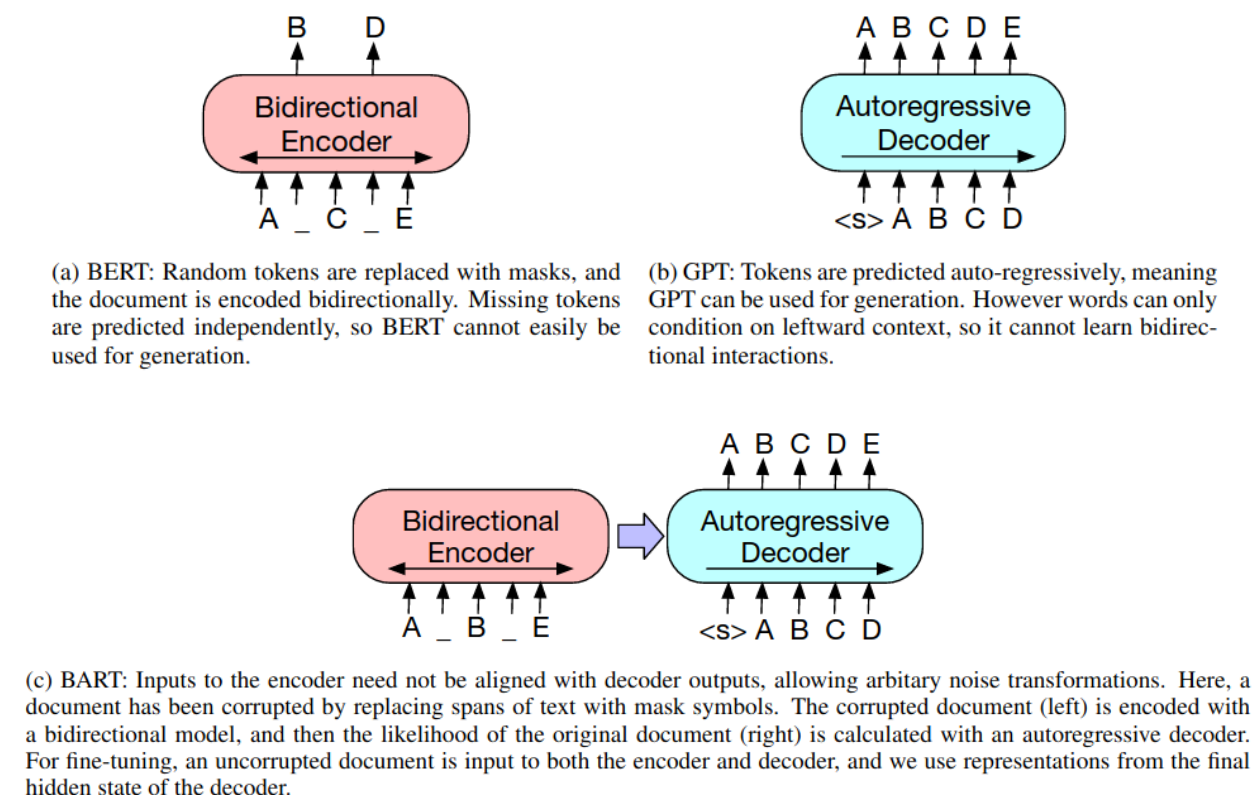 B D
Bidirectional
Encoder
A _ C _ E
(a) BERT: Random tokens are replaced with masks, and
the document is encoded bidirectionally. Missing tokens
are predicted independently, so BERT cannot easily be
used for generation.
A B C D E
Autoregressive
Decoder
<s> A B C D
(b) GPT: Tokens are predicted auto-regressively, meaning
GPT can be used for generation. However words can only
condition on leftward context, so it cannot learn bidirec-
tional interactions.
Bidirectional
Encoder
A _ B _ E
A B C D E
Autoregressive
Decoder
<s> A B C D
(c) BART: Inputs to the encoder need not be aligned with decoder outputs, allowing arbitary noise transformations. Here, a
document has been corrupted by replacing spans of text with mask symbols. The corrupted document (left) is encoded with
a bidirectional model, and then the likelihood of the original document (right) is calculated with an autoregressive decoder.
For fine-tuning, an uncorrupted document is input to both the encoder and decoder, and we use representations from the final
hidden state of the decoder.